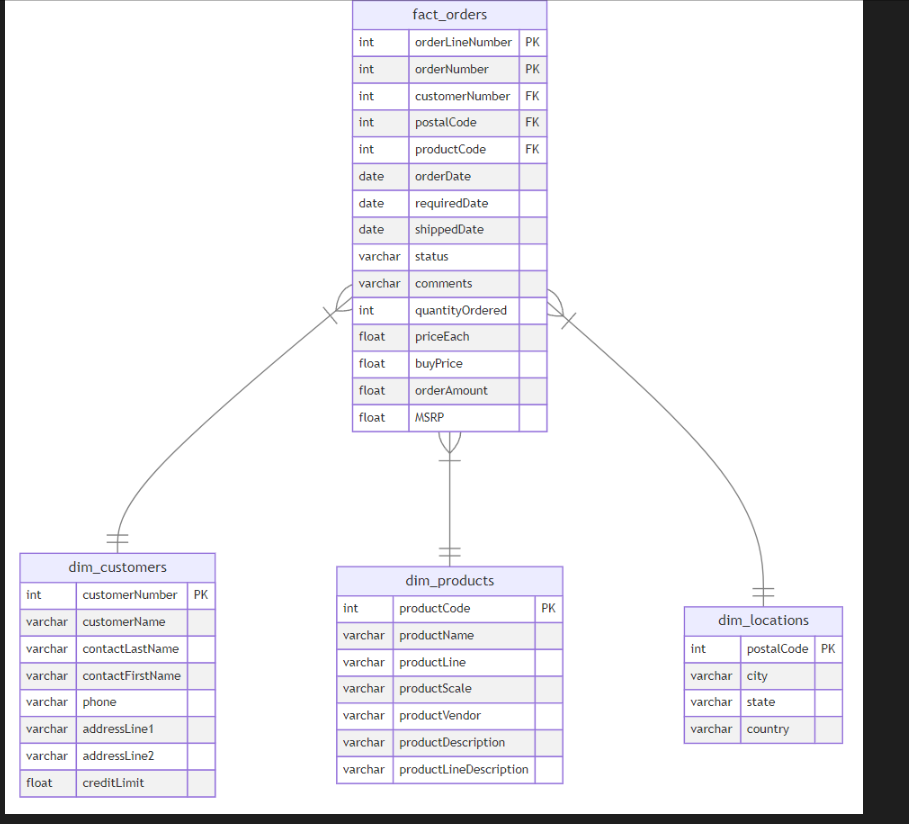 fact_orders
int orderLineNumber PK
int orderNumber PK
int customerNumber FK
int postalCode FK
int productCode FK
date orderDate
date requiredDate
date shippedDate
varchar status
varchar comments
int quantityOrdered
float priceEach
float buyPrice
float orderAmount
float MSRP
dim_customers
int customerNumber PK
varchar customerName
varchar contactLastName
varchar contactFirstName
varchar phone
varchar addressLine1
varchar addressLine2
float creditLimit
dim_products
int productCode PK
varchar productName
varchar productLine
varchar productScale
varchar productVendor
varchar productDescription
varchar productLineDescription
dim_locations
int postalCode PK
varchar city
varchar state
varchar country